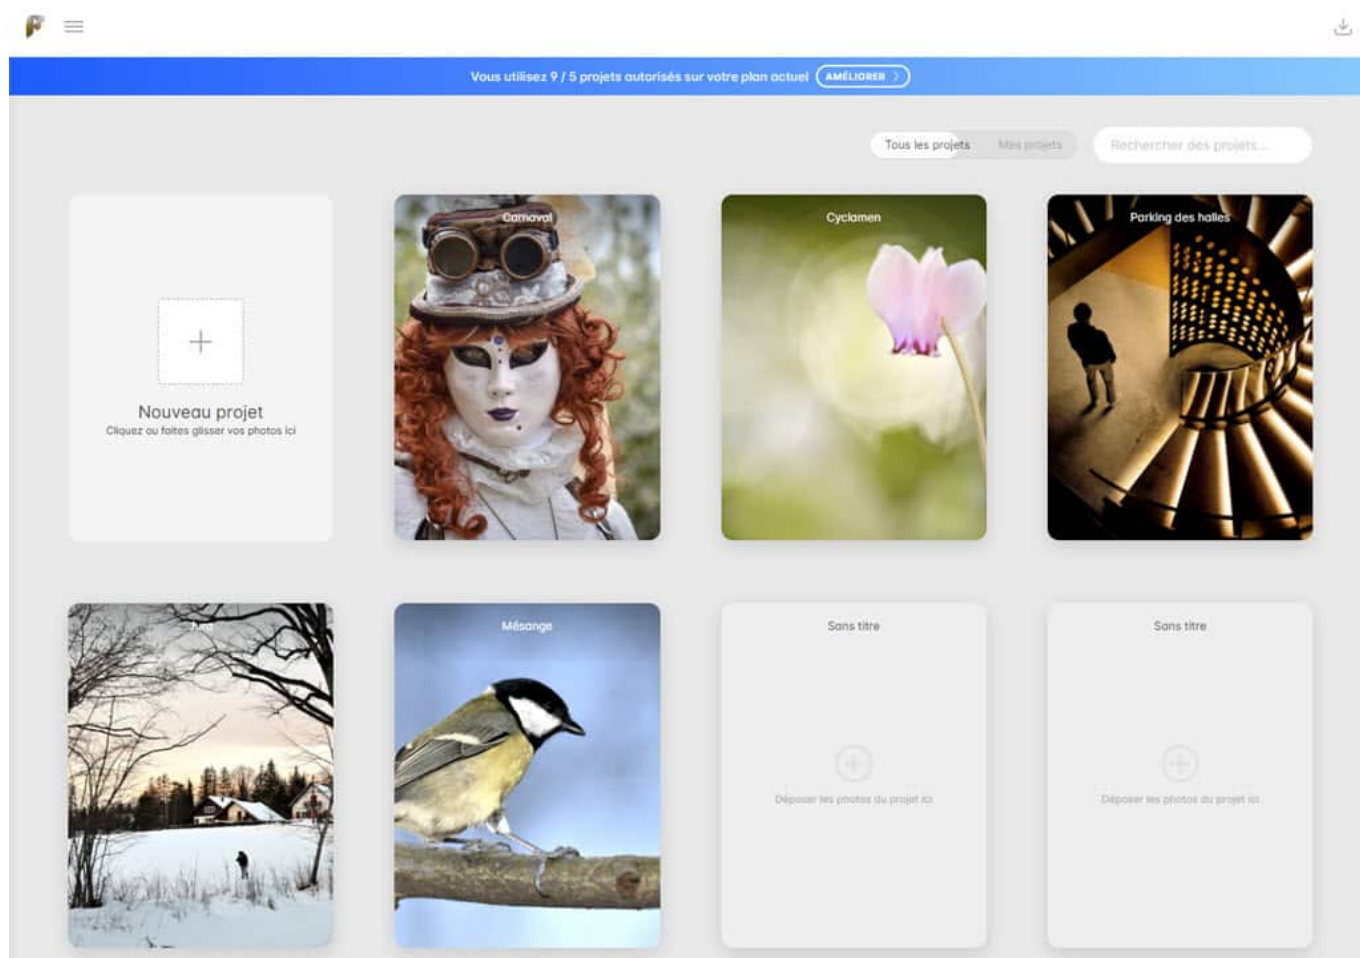 Vous utilisez 9 / 5 projets autorisés sur votre plan actuel AMÉLIORER
Tous les projets Mes projets Rechercher des projets...
Carnaval
Cyclamen
Parking des halles
Nouveau projet
Cliquez ou faites glisser vos photos ici
Mésange
Sans titre
Sans titre
Déposer les photos du projet ici
Déposer les photos du projet ici